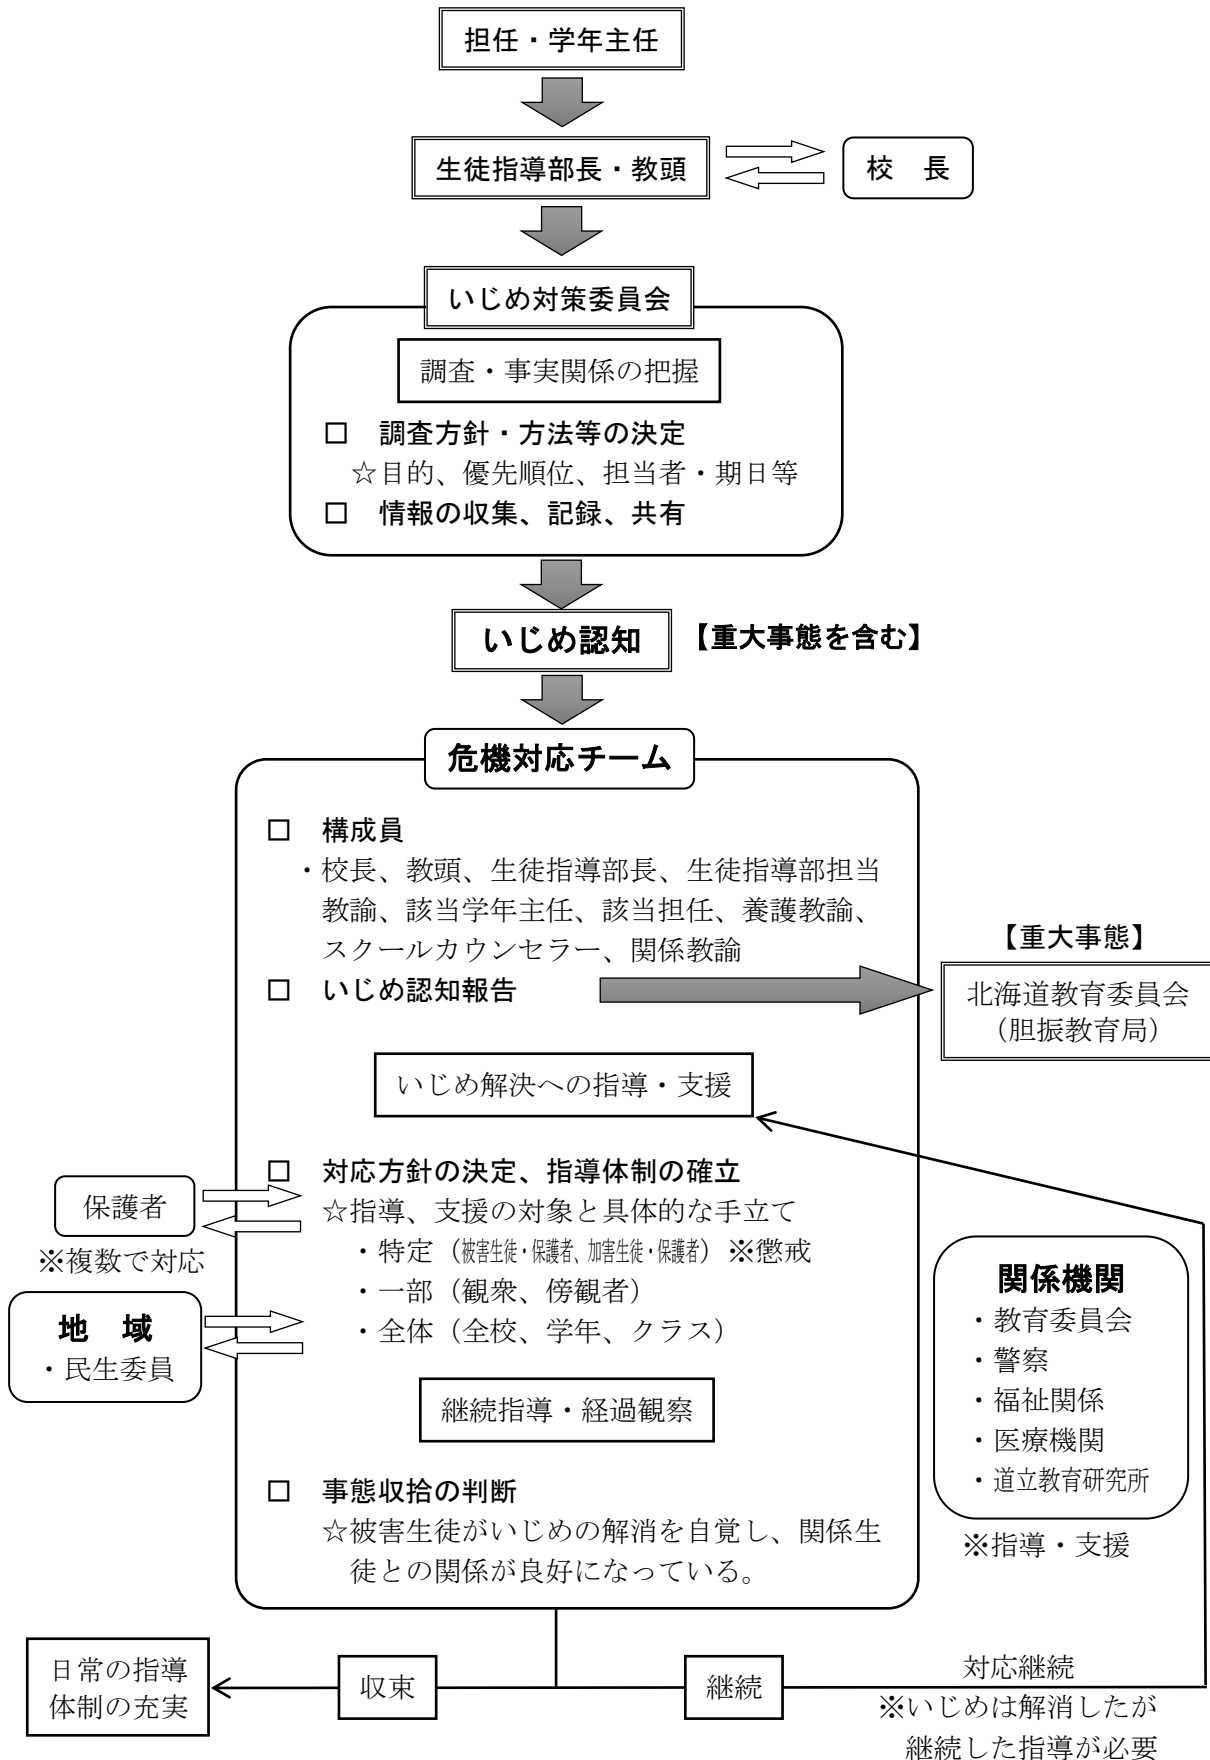 担任・学年主任
生徒指導部長・教頭
校　長
いじめ対策委員会
調査・事実関係の把握
□　調査方針・方法等の決定
☆目的、優先順位、担当者・期日等
□　情報の収集、記録、共有
いじめ認知
【重大事態を含む】
危機対応チーム
□　構成員
・校長、教頭、生徒指導部長、生徒指導部担当
教諭、該当学年主任、該当担任、養護教諭、
スクールカウンセラー、関係教諭
□　いじめ認知報告
【重大事態】
北海道教育委員会
（胆振教育局）
いじめ解決への指導・支援
□　対応方針の決定、指導体制の確立
☆指導、支援の対象と具体的な手立て
・特定（被害生徒・保護者、加害生徒・保護者）※懲戒
・一部（観衆、傍観者）
・全体（全校、学年、クラス）
保護者
※複数で対応
地　域
・民生委員
継続指導・経過観察
□　事態収拾の判断
☆被害生徒がいじめの解消を自覚し、関係生
徒との関係が良好になっている。
関係機関
・教育委員会
・警察
・福祉関係
・医療機関
・道立教育研究所
※指導・支援
日常の指導
体制の充実
収束
継続
対応継続
※いじめは解消したが
継続した指導が必要